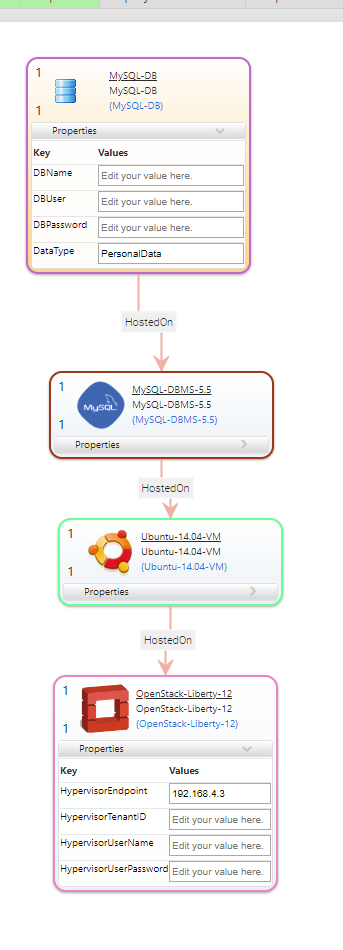 1
MySQL-DB
MySQL-DB
1
(MySQL-DB)
Properties
Key Values
DBName Edit your value here.
DBUser Edit your value here.
DBPassword Edit your value here.
DataType PersonalData
HostedOn
1
MySQL-DBMS-5.5
MySQL
MySQL-DBMS-5.5
1
(MySQL-DBMS-5.5)
Properties
HostedOn
1
Ubuntu-14.04-VM
Ubuntu-14.04-VM
1
(Ubuntu-14.04-VM)
Properties
HostedOn
1
OpenStack-Liberty-12
OpenStack-Liberty-12
1
(OpenStack-Liberty-12)
Properties
Key Values
HypervisorEndpoint 192.168.4.3
HypervisorTenantID Edit your value here.
HypervisorUserName Edit your value here.
HypervisorUserPassword Edit your value here.